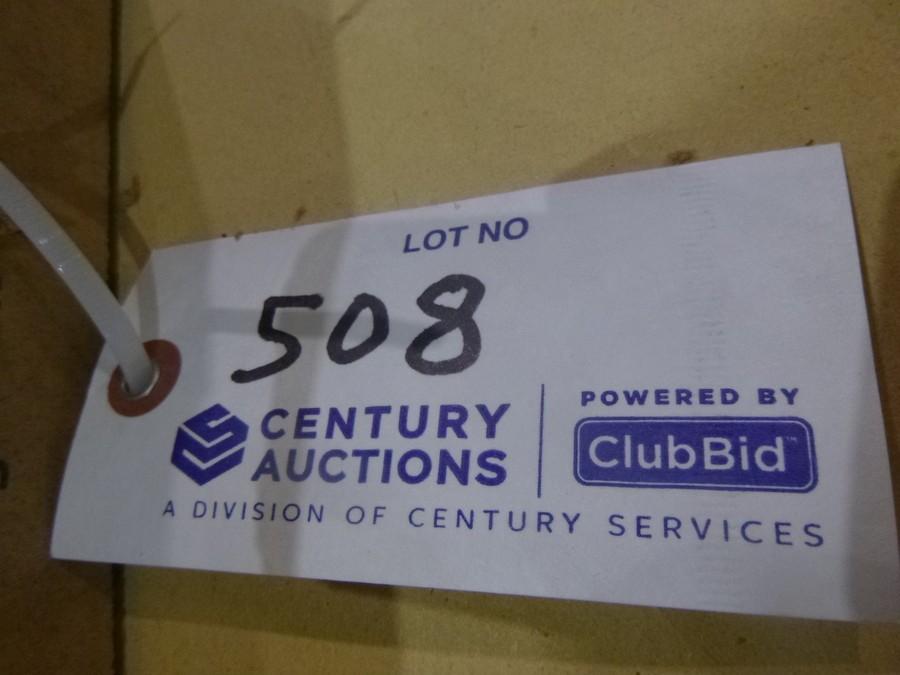 LOT NO
508
CENTURY
AUCTIONS
POWERED BY
ClubBid™
A DIVISION OF CENTURY SERVICES